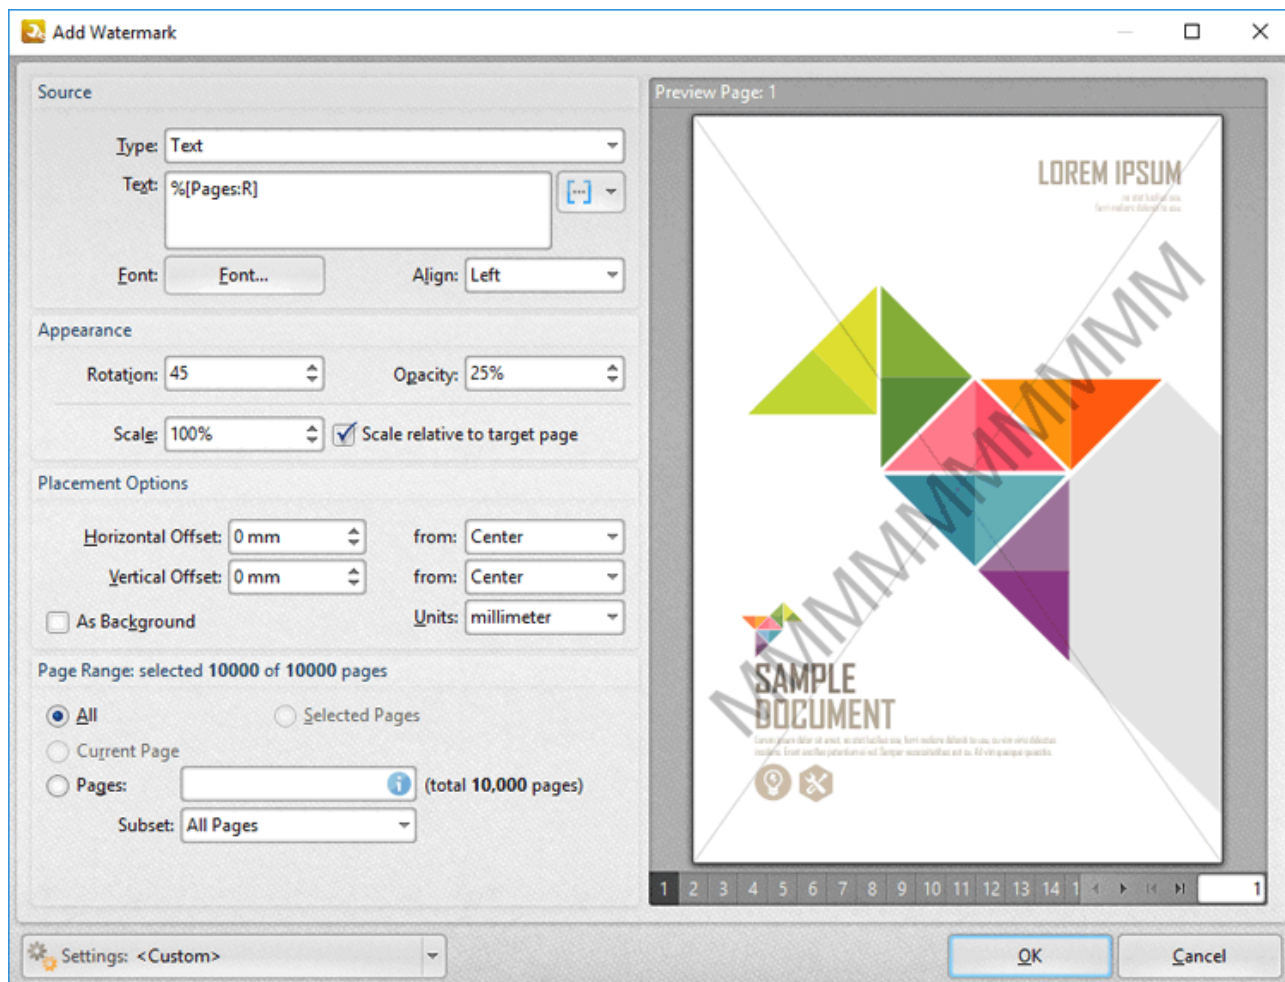 Add Watermark
Source
Type: Text
Text: %[Pages:R]
Font: Font... Align: Left
Appearance
Rotation: 45 Opacity: 25%
Scale: 100% Scale relative to target page
Placement Options
Horizontal Offset: 0 mm from: Center
Vertical Offset: 0 mm from: Center
As Background Units: millimeter
Page Range: selected 10000 of 10000 pages
All Selected Pages
Current Page
Pages: (total 10,000 pages)
Subset: All Pages
Preview Page: 1
LOREM IPSUM
MMMMMMMMMM
SAMPLE
DOCUMENT
1 2 3 4 5 6 7 8 9 10 11 12 13 14 1 1
Settings: <Custom> OK Cancel